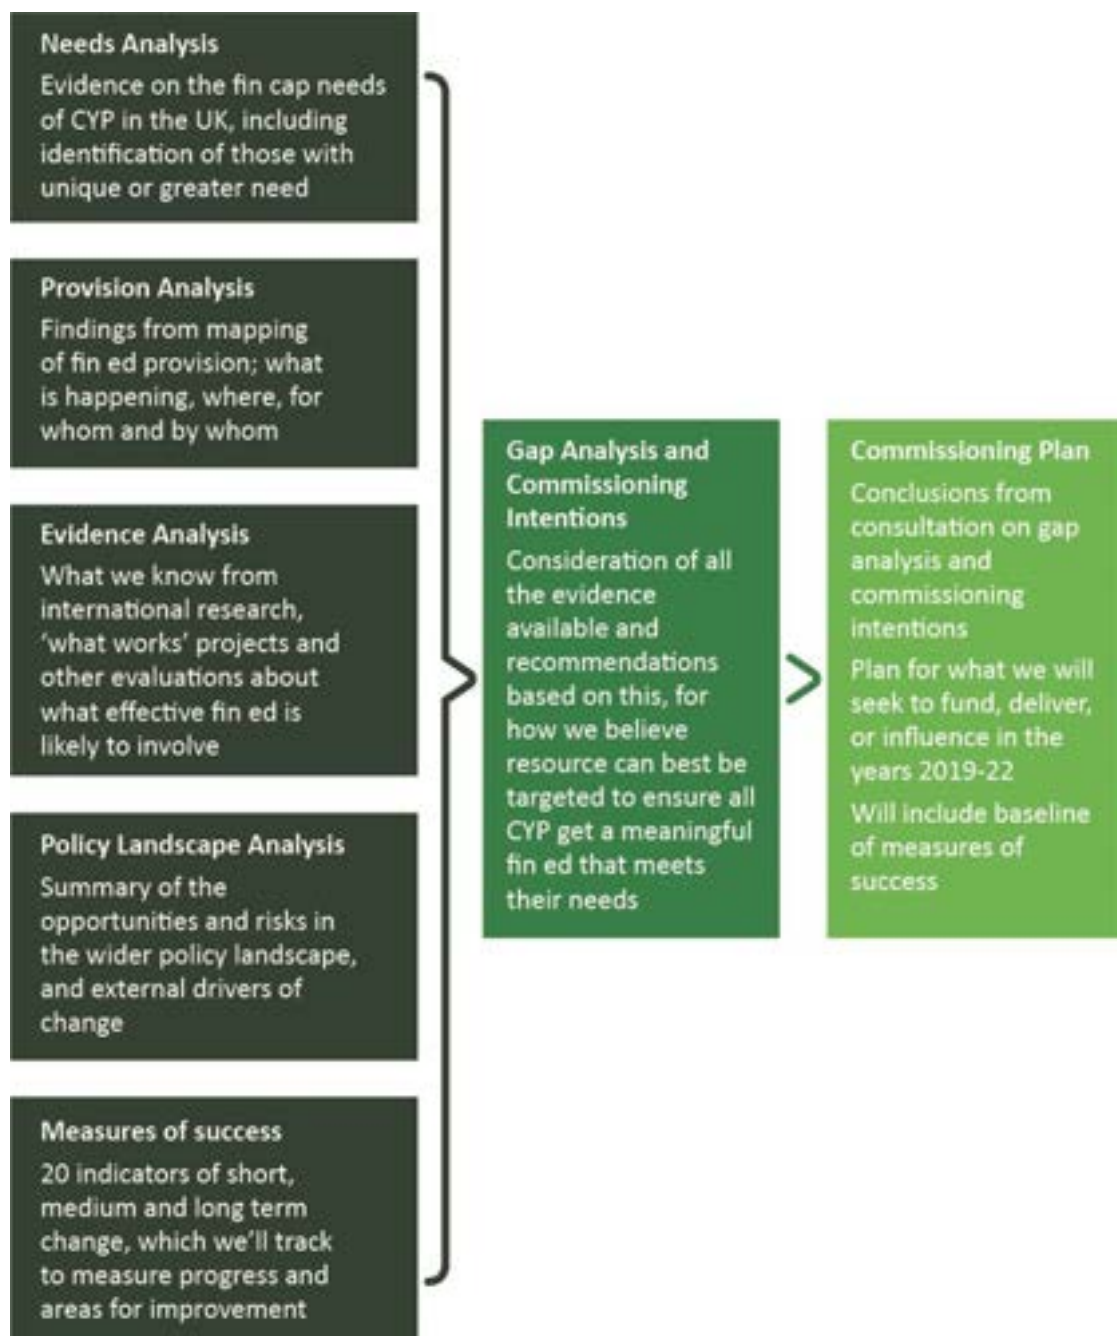 Needs Analysis
Evidence on the fin cap needs
of CYP in the UK, including
identification of those with
unique or greater need
Provision Analysis
Findings from mapping
of fin ed provision; what
is happening, where, for
whom and by whom
Evidence Analysis
What we know from
international research,
‘what works’ projects and
other evaluations about
what effective fin ed is
likely to involve
Policy Landscape Analysis
Summary of the
opportunities and risks in
the wider policy landscape,
and external drivers of
change
Measures of success
20 indicators of short,
medium and long term
change, which we’ll track
to measure progress and
areas for improvement
Gap Analysis and
Commissioning
Intentions
Consideration of all
the evidence
available and
recommendations
based on this, for
how we believe
resource can best be
targeted to ensure all
CYP get a meaningful
fin ed that meets
their needs
Commissioning Plan
Conclusions from
consultation on gap
analysis and
commissioning
intentions
Plan for what we will
seek to fund, deliver,
or influence in the
years 2019-22
Will include baseline
of measures of
success